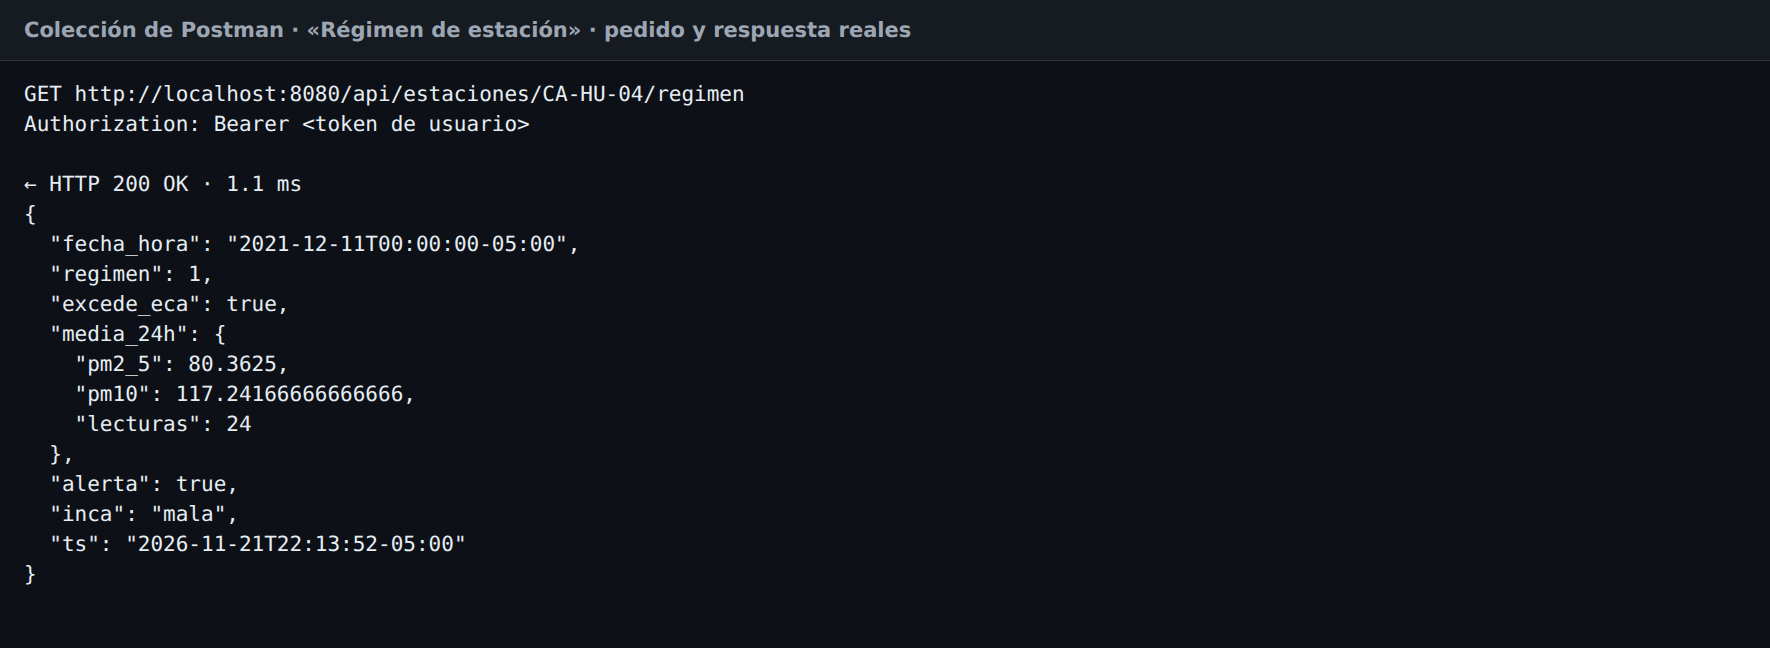 Colección de Postman · «Régimen de estación» · pedido y respuesta reales
GET http://localhost:8080/api/estaciones/CA-HU-04/regimen
Authorization: Bearer <token de usuario>
← HTTP 200 OK · 1.1 ms
{
  "fecha_hora": "2021-12-11T00:00:00-05:00",
  "regimen": 1,
  "excede_eca": true,
  "media_24h": {
    "pm2_5": 80.3625,
    "pm10": 117.24166666666666,
    "lecturas": 24
  },
  "alerta": true,
  "inca": "mala",
  "ts": "2026-11-21T22:13:52-05:00"
}